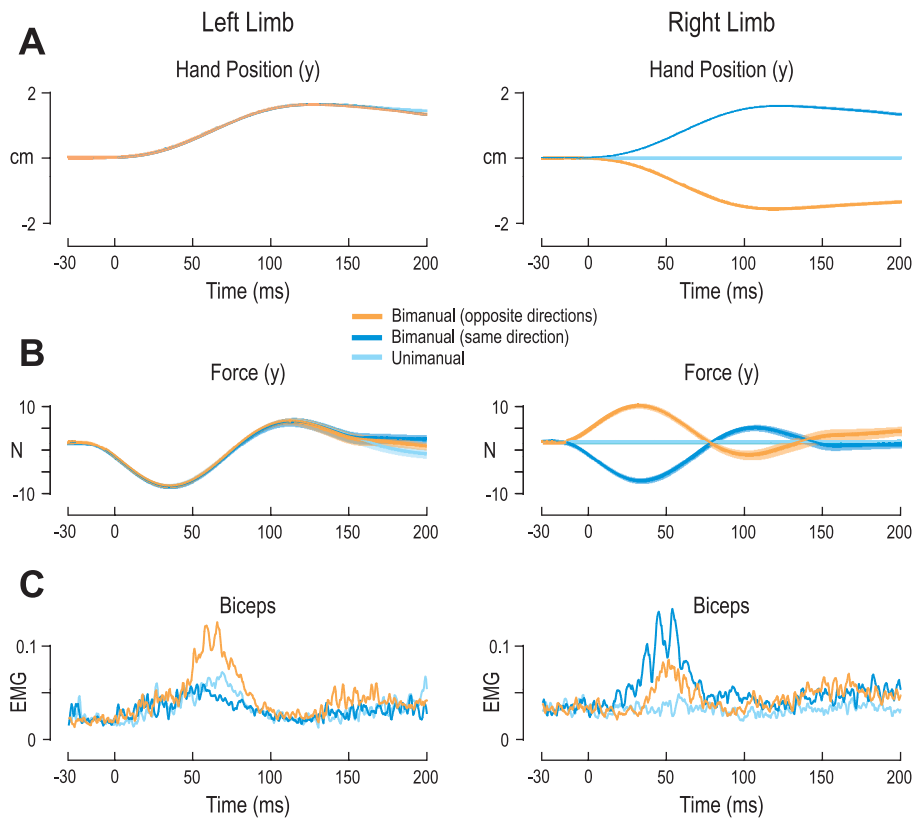 Left Limb
Right Limb
A
Hand Position (y)
Hand Position (y)
2
cm
-2
2
cm
-2
-30 0 50 100 150 200
-30 0 50 100 150 200
Time (ms)
Time (ms)
Bimanual (opposite directions)
Bimanual (same direction)
Unimanual
B
Force (y)
Force (y)
10
N
-10
10
N
-10
-30 0 50 100 150 200
-30 0 50 100 150 200
C
Biceps
Biceps
0.1
EMG
0
0.1
EMG
0
-30 0 50 100 150 200
-30 0 50 100 150 200
Time (ms)
Time (ms)